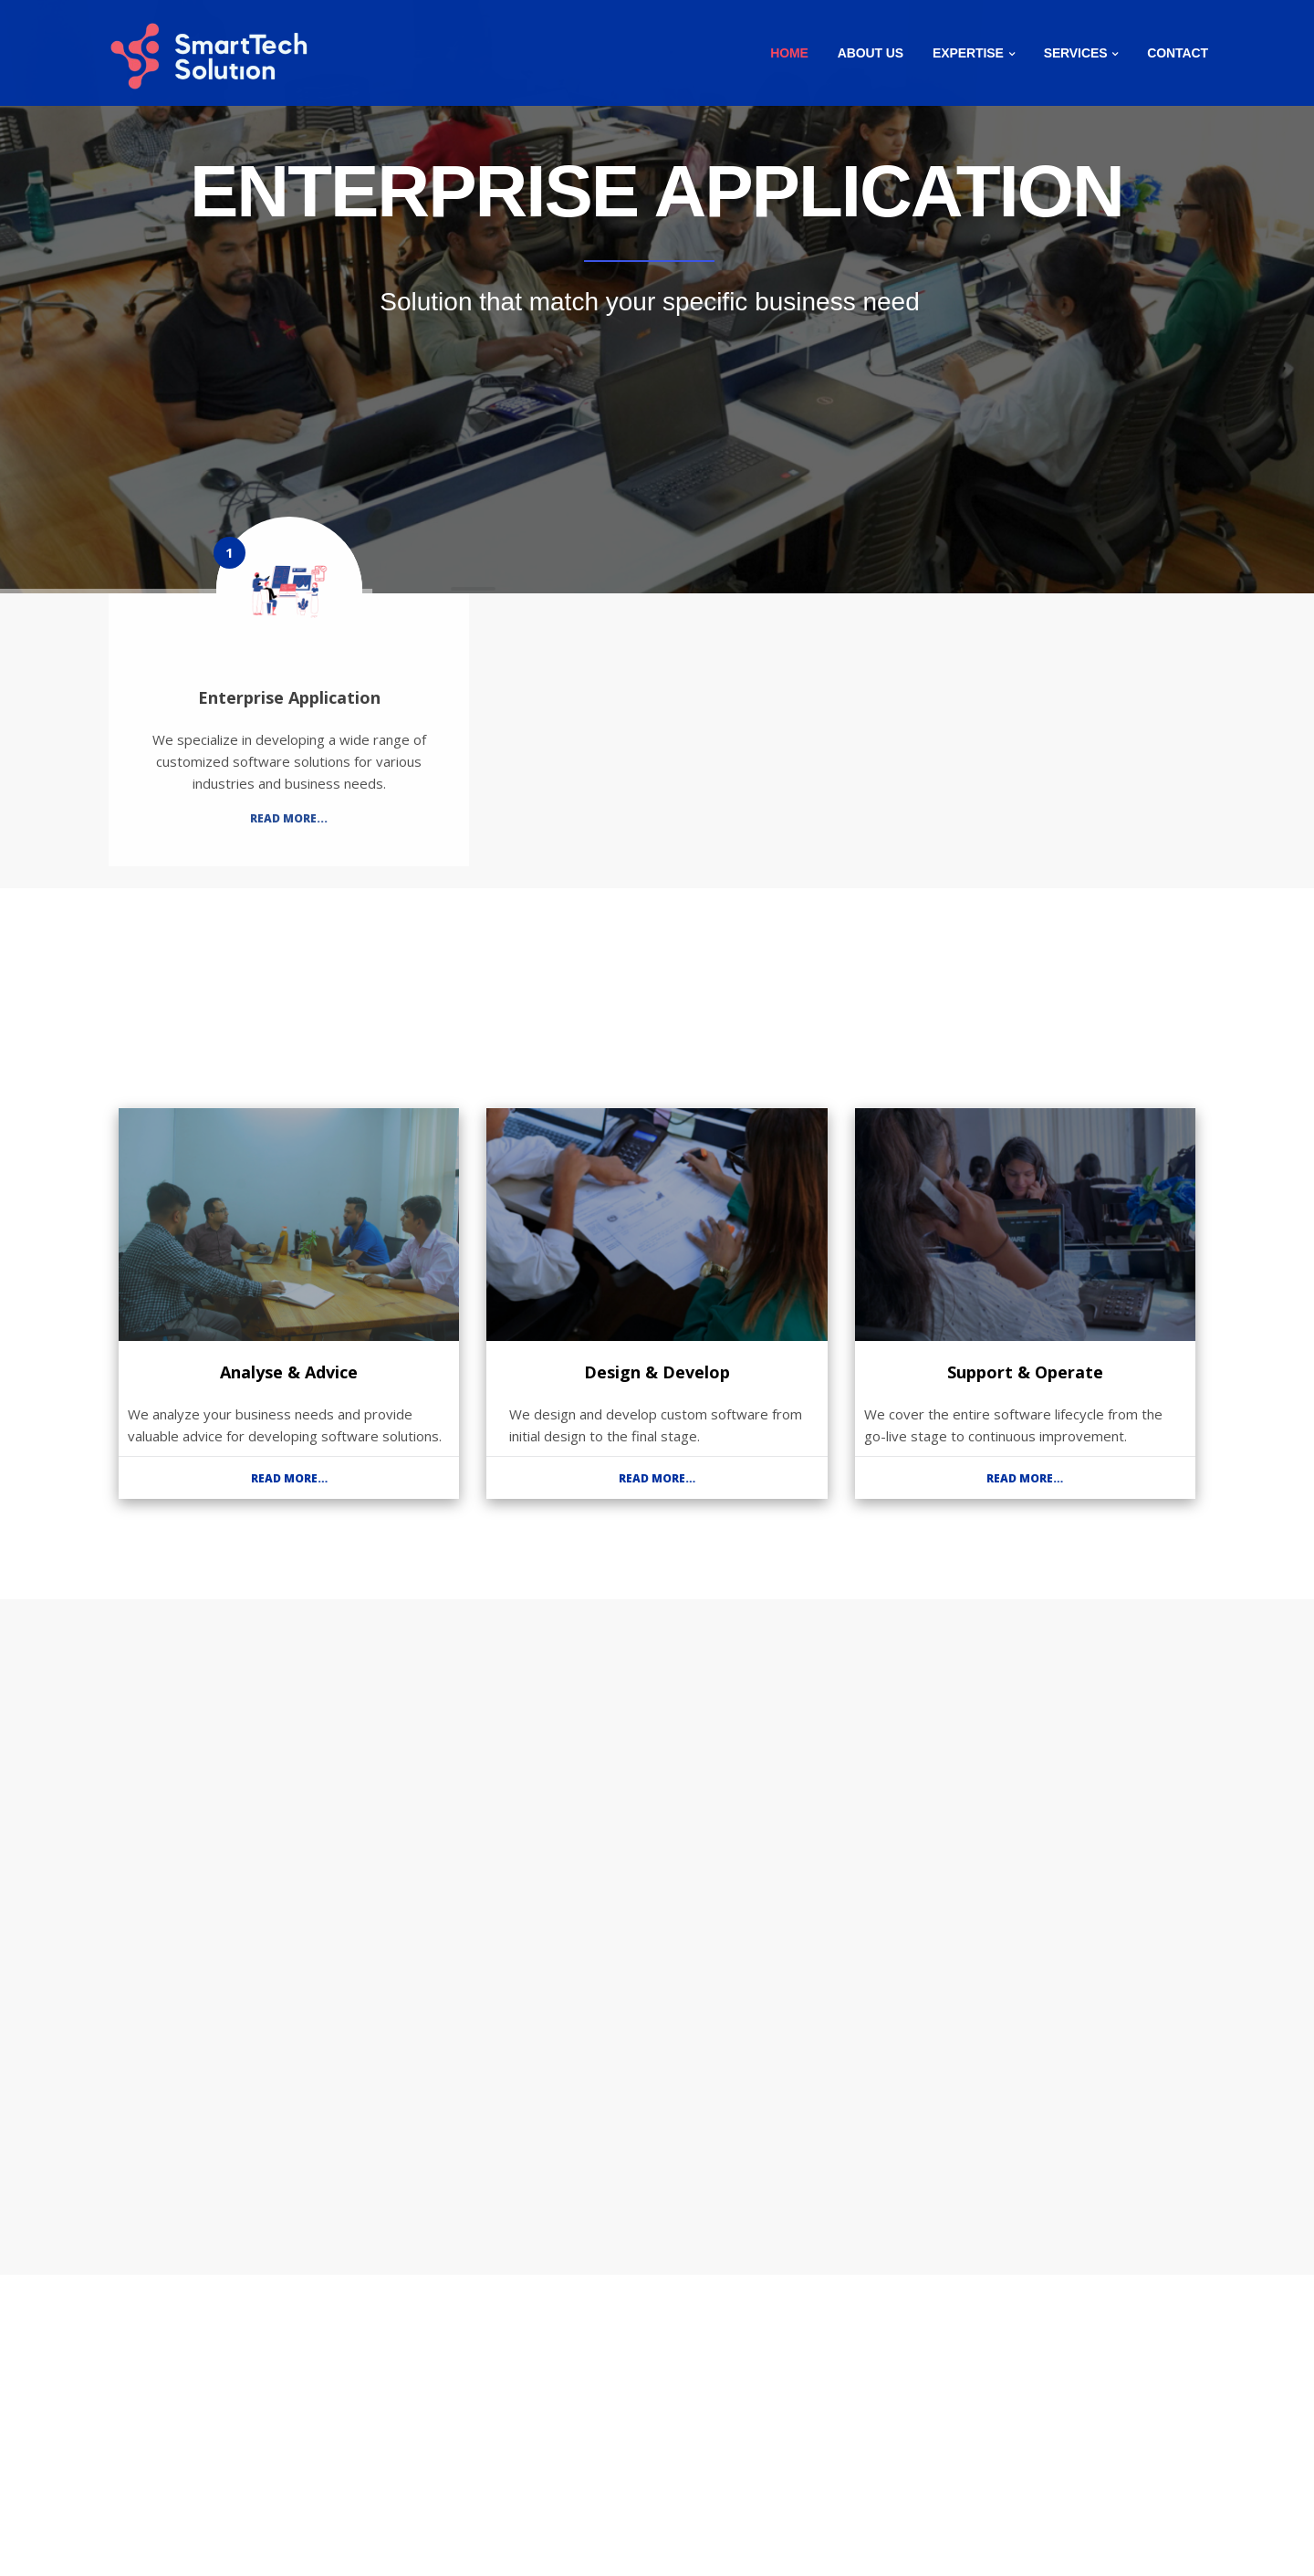 SmartTech
Solution
HOME
ABOUT US
EXPERTISE
SERVICES
CONTACT
ENTERPRISE APPLICATION
Solution that match your specific business need
1
Enterprise Application
We specialize in developing a wide range of
customized software solutions for various
industries and business needs.
READ MORE...
Analyse & Advice
We analyze your business needs and provide
valuable advice for developing software solutions.
READ MORE...
Design & Develop
We design and develop custom software from
initial design to the final stage.
READ MORE...
Support & Operate
We cover the entire software lifecycle from the
go-live stage to continuous improvement.
READ MORE...